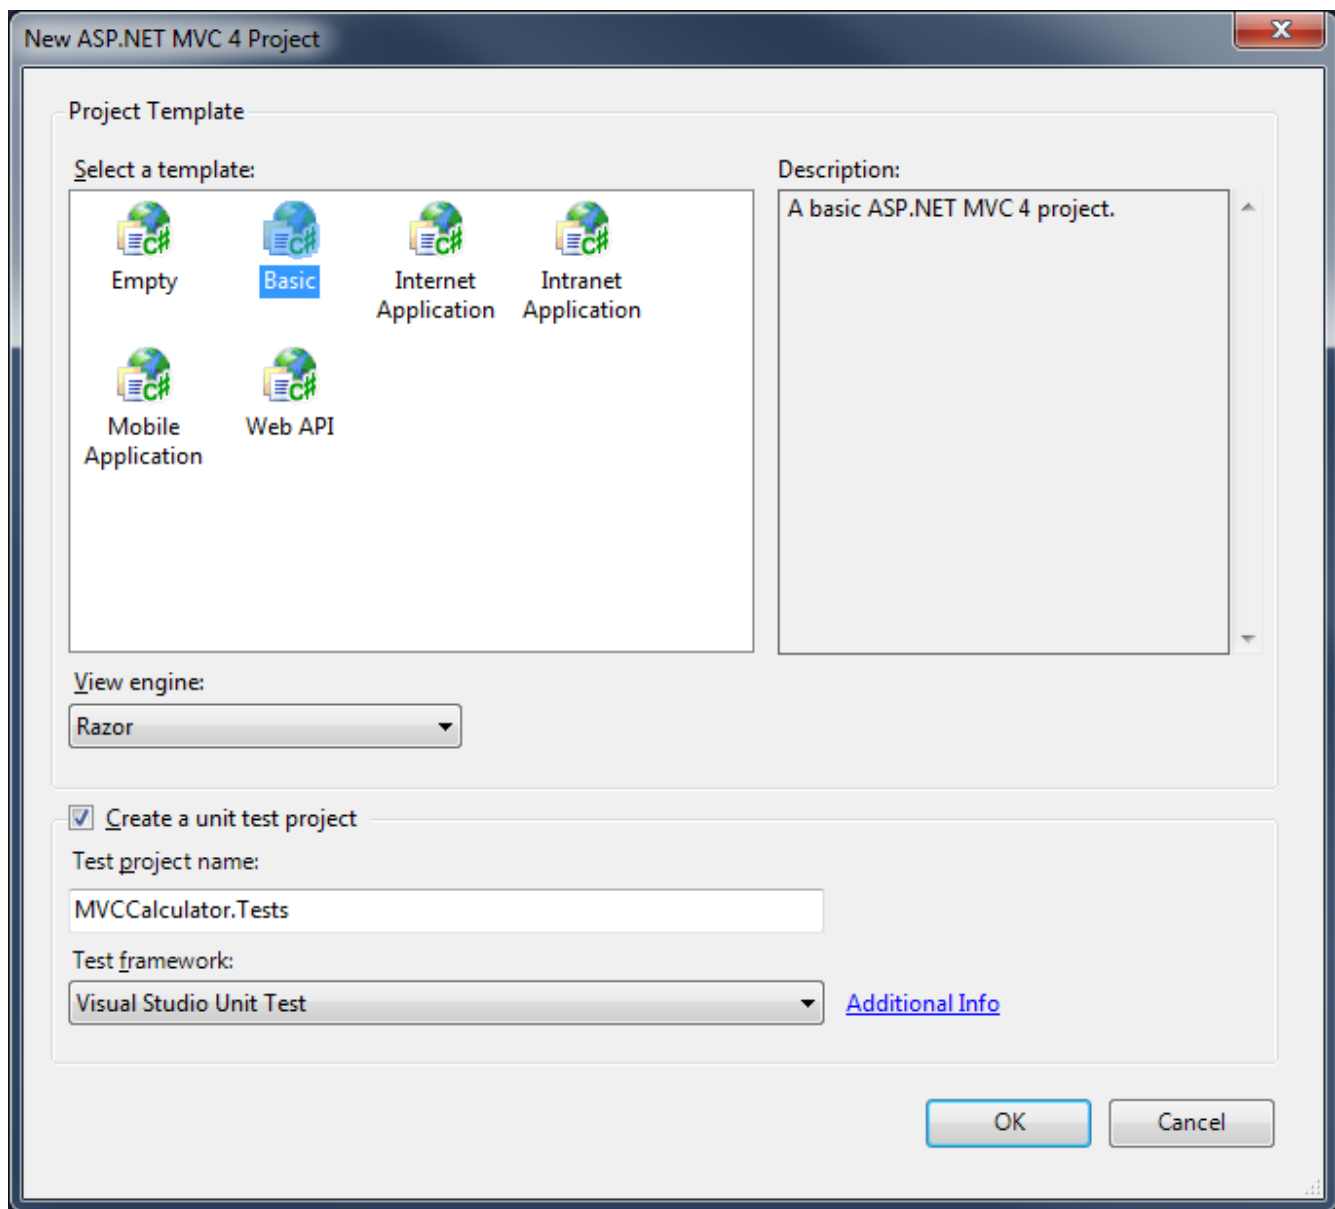 New ASP.NET MVC 4 Project
x
Project Template
Select a template:
Description:
A basic ASP.NET MVC 4 project.
C#
C#
C#
C#
Empty
Basic
Internet
Application
Intranet
Application
C#
C#
Mobile
Application
Web API
View engine:
Razor
Create a unit test project
Test project name:
MVCCalculator.Tests
Test framework:
Visual Studio Unit Test
Additional Info
OK
Cancel